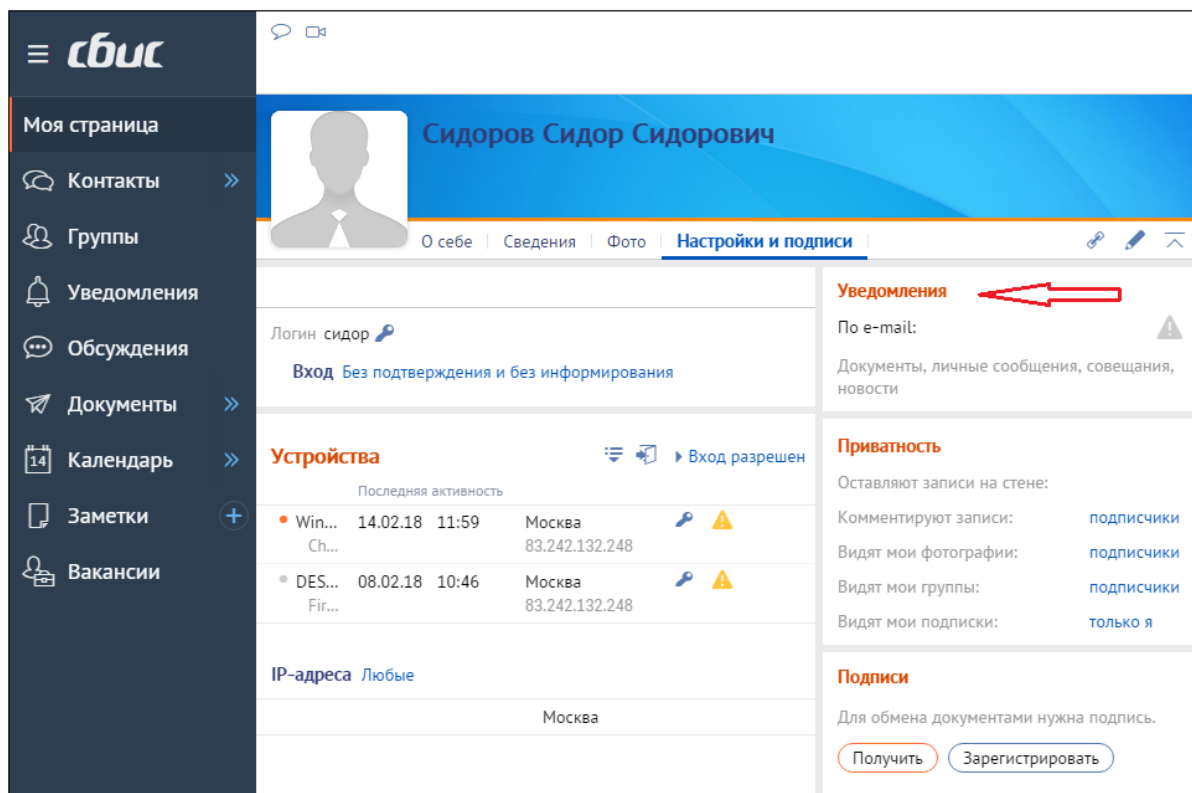 сбис
Моя страница
Контакты
Группы
Уведомления
Обсуждения
Документы
14 Календарь
Заметки
Вакансии
Сидоров Сидор Сидорович
О себе Сведения Фото Настройки и подписи
Логин сидор
Вход Без подтверждения и без информирования
Устройства Вход разрешен
Последняя активность
Win... 14.02.18 11:59 Москва
Ch... 83.242.132.248
DES... 08.02.18 10:46 Москва
Fir... 83.242.132.248
IP-адреса Любые
Москва
Уведомления
По e-mail:
Документы, личные сообщения, совещания,
новости
Приватность
Оставляют записи на стене:
Комментируют записи: подписчики
Видят мои фотографии: подписчики
Видят мои группы: подписчики
Видят мои подписки: только я
Подписи
Для обмена документами нужна подпись.
Получить Зарегистрировать